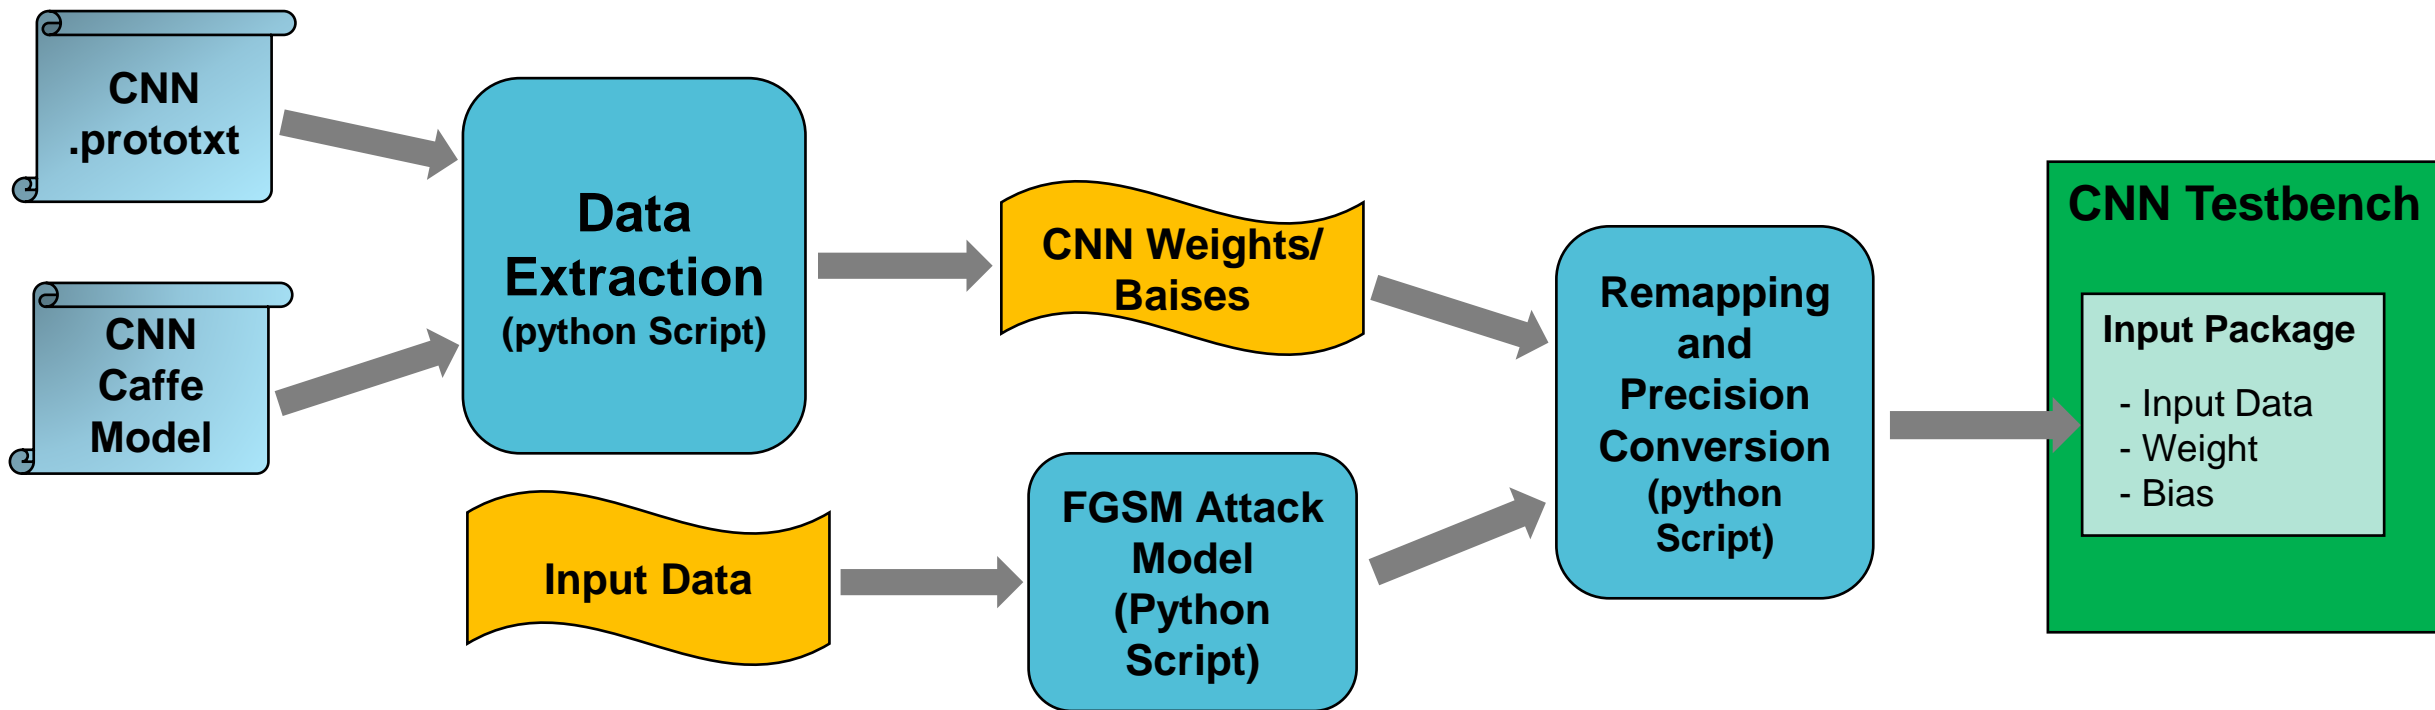 CNN
.prototxt
CNN
Caffe
Model
Data
Extraction
(python Script)
CNN Weights/
Baises
Input Data
FGSM Attack
Model
(Python
Script)
Remapping
and
Precision
Conversion
(python
Script)
CNN Testbench
Input Package
- Input Data
- Weight
- Bias